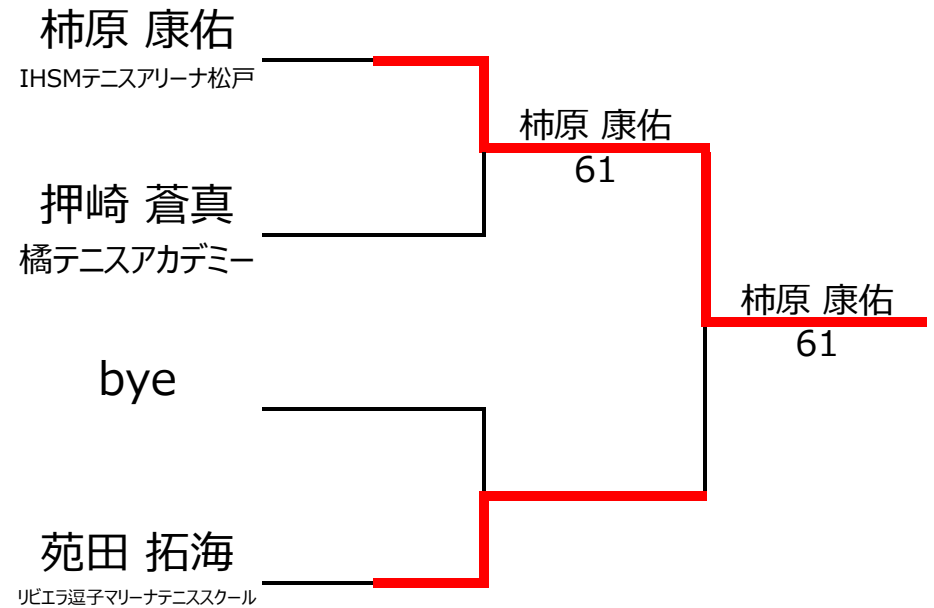 柿原 康佑
IHSMテニスアリーナ松戸
柿原 康佑
61
押崎 蒼真
橘テニスアカデミー
柿原 康佑
61
bye
苑田 拓海
リビエラ逗子マリーナテニススクール